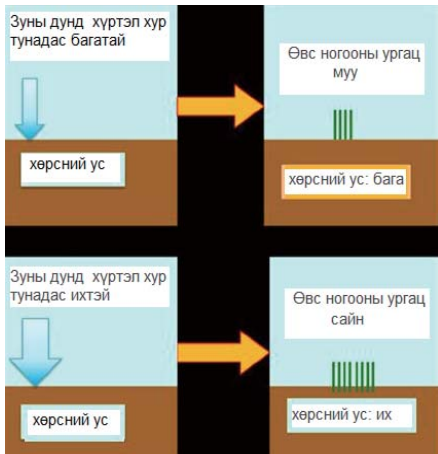 Зуны дунд хүртэл хур
тунадас багатай
хөрсний ус
Өвс ногооны ургац
муу
хөрсний ус: бага
Зуны дунд хүртэл хур
тунадас ихтэй
хөрсний ус
Өвс ногооны ургац
сайн
хөрсний ус: их